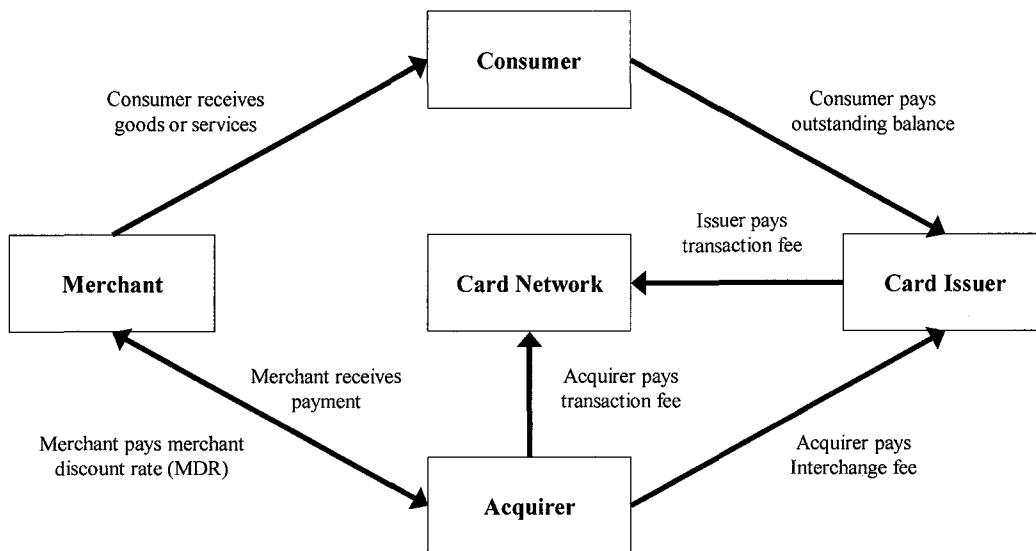 Consumer
Consumer receives
goods or services
Consumer pays
outstanding balance
Issuer pays
transaction fee
Merchant
Card Network
Card Issuer
Merchant receives
payment
Acquirer pays
transaction fee
Merchant pays merchant
discount rate (MDR)
Acquirer pays
Interchange fee
Acquirer